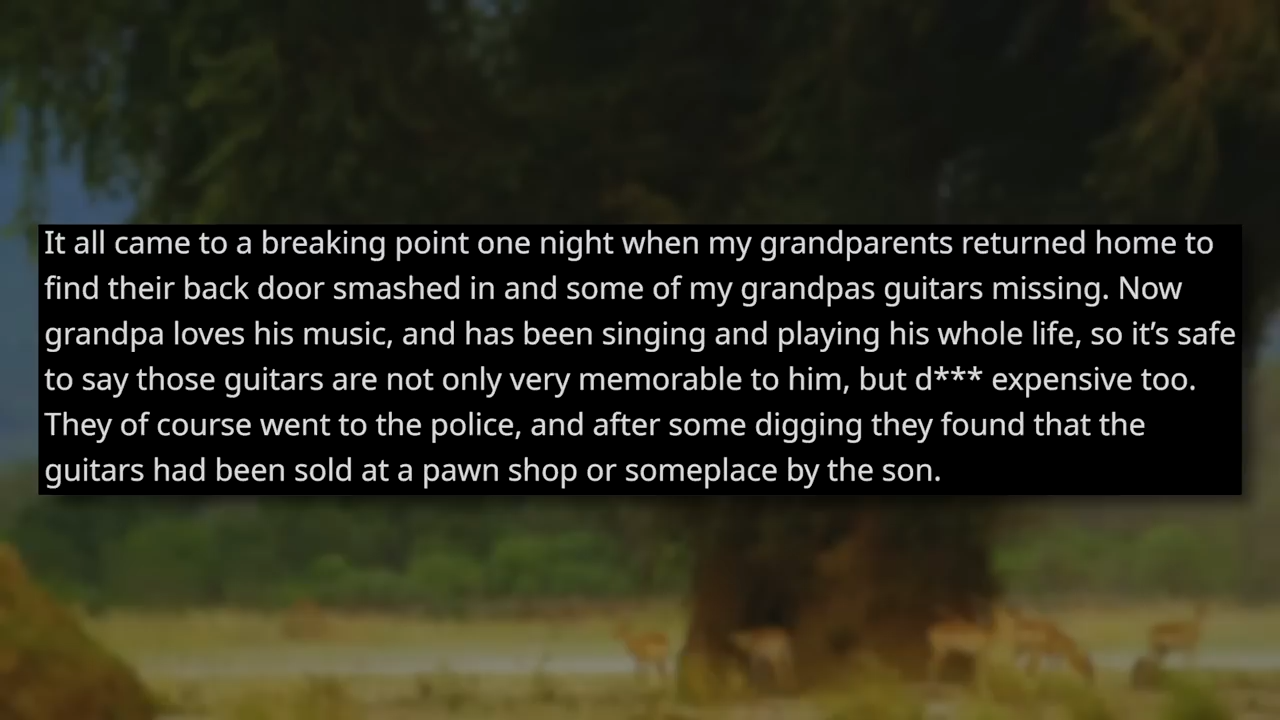 It all came to a breaking point one night when my grandparents returned home to
find their back door smashed in and some of my grandpas guitars missing. Now
grandpa loves his music, and has been singing and playing his whole life, so it’s safe
to say those guitars are not only very memorable to him, but d*** expensive too.
They of course went to the police, and after some digging they found that the
guitars had been sold at a pawn shop or someplace by the son.